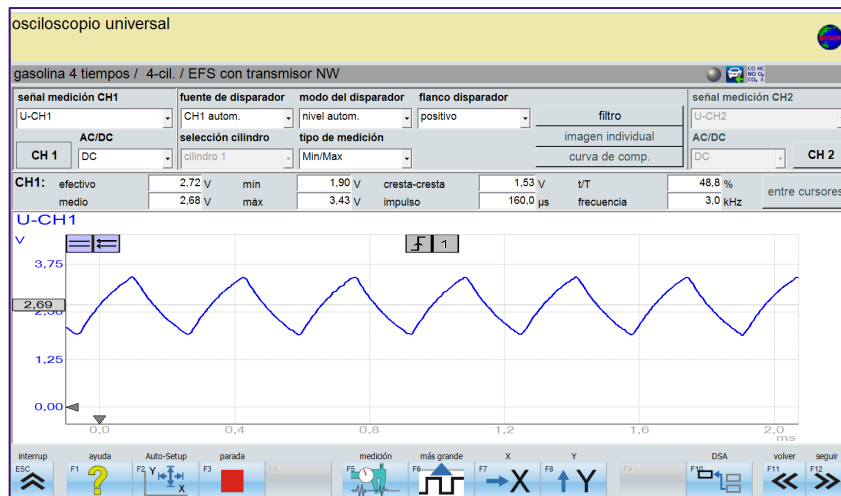 osciloscopio universal
BOSCH
gasolina 4 tiempos / 4-cil. / EFS con transmisor NW
CO HC
NO O₂
CO₂ λ
señal medición CH1 fuente de disparador modo del disparador flanco disparador señal medición CH2
U-CH1 CH1 autom. nivel autom. positivo filtro U-CH2
AC/DC selección cilindro tipo de medición imagen individual AC/DC
CH 1 DC cilindro 1 Min/Max curva de comp. DC CH 2
CH1: efectivo 2,72 V mín 1,90 V cresta-cresta 1,53 V t/T 48,8 % entre cursores
medio 2,68 V máx 3,43 V impulso 160,0 µs frecuencia 3,0 kHz
U-CH1
V
1
3,75
2,69
1,25
0,00
0,0 0,4 0,8 1,2 1,6 2,0
ms
interrup ayuda Auto-Setup parada medición más grande X Y DSA volver seguir
ESC F1 ? F2 Y X F3 F4 F5 F6 F7 X F8 Y F9 F10 F11 F12